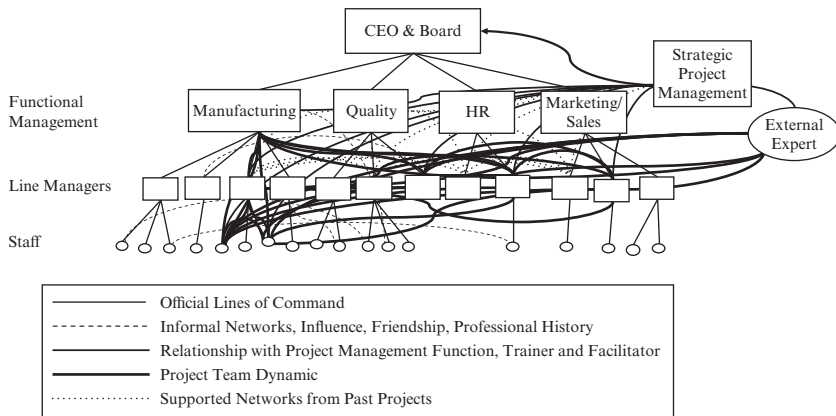 CEO & Board
Strategic
Project
Management
Functional
Management
Manufacturing
Quality
HR
Marketing/
Sales
External
Expert
Line Managers
Staff
Official Lines of Command
Informal Networks, Influence, Friendship, Professional History
Relationship with Project Management Function, Trainer and Facilitator
Project Team Dynamic
Supported Networks from Past Projects